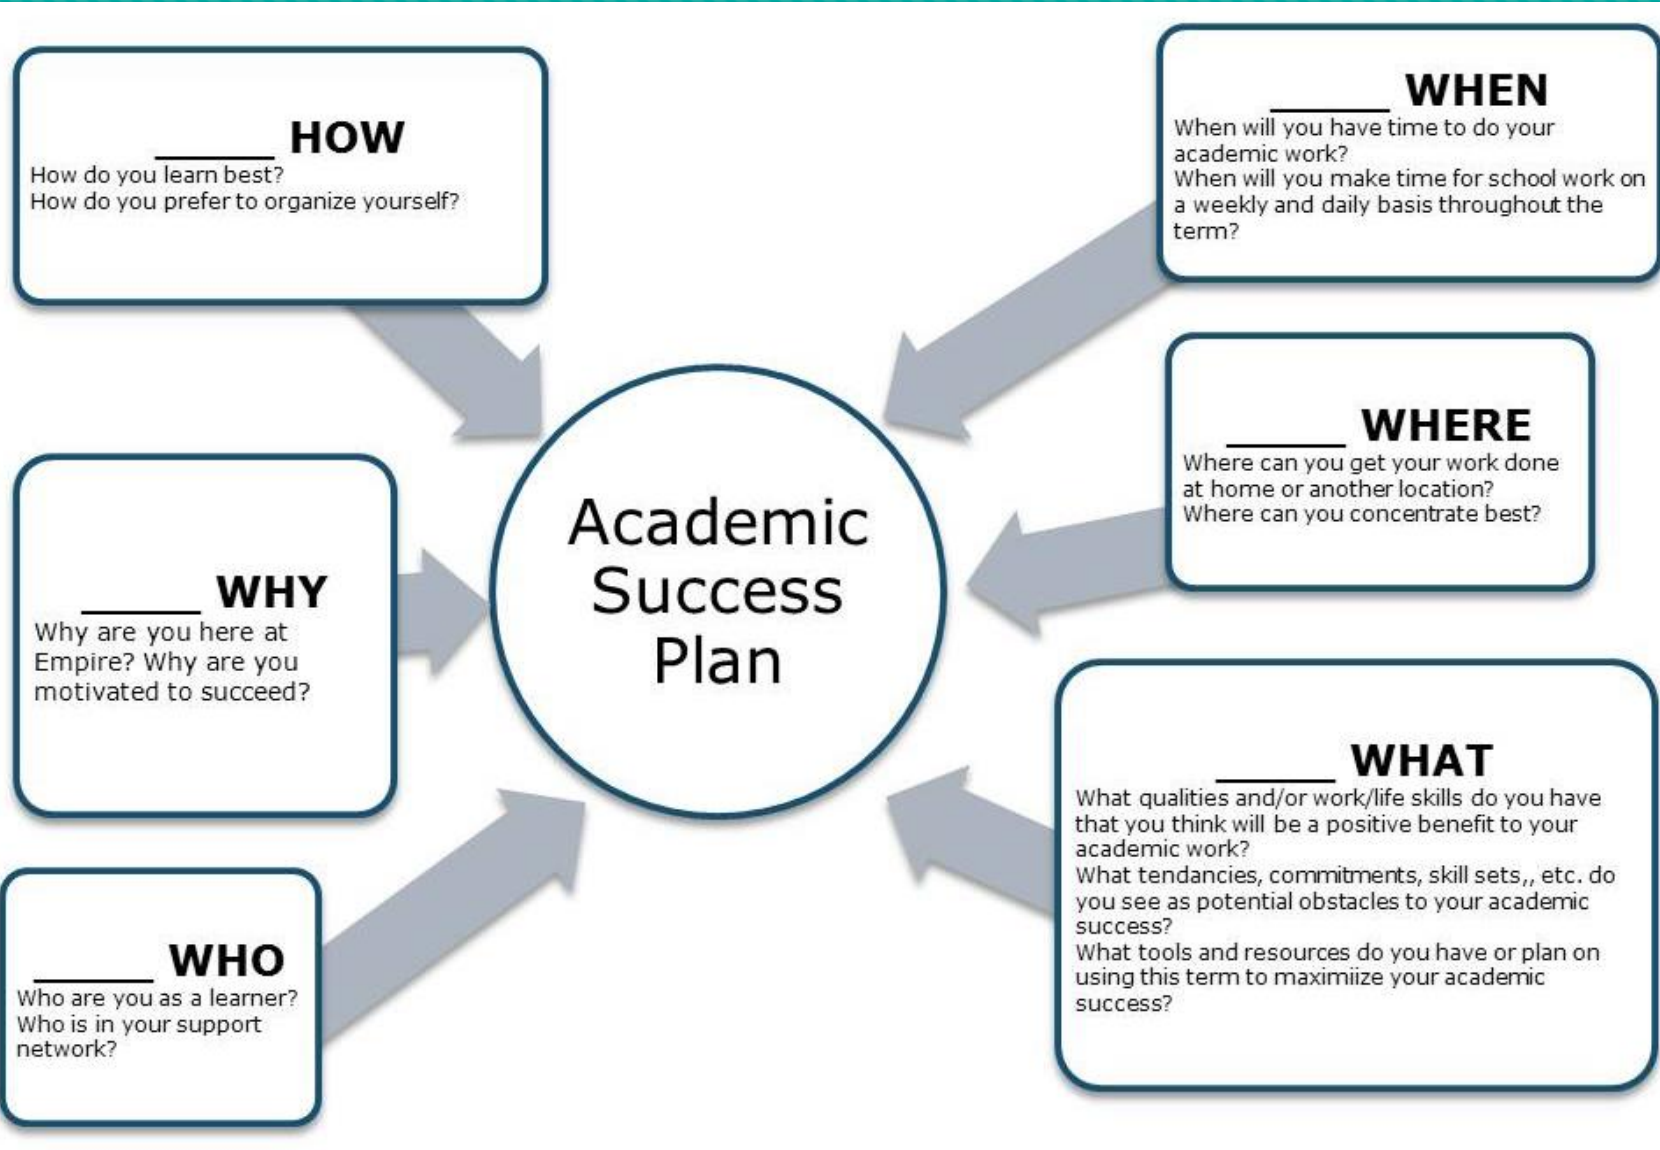 ______ HOW
How do you learn best?
How do you prefer to organize yourself?
______ WHY
Why are you here at
Empire? Why are you
motivated to succeed?
______ WHO
Who are you as a learner?
Who is in your support
network?
Academic
Success
Plan
______ WHEN
When will you have time to do your
academic work?
When will you make time for school work on
a weekly and daily basis throughout the
term?
______ WHERE
Where can you get your work done
at home or another location?
Where can you concentrate best?
______ WHAT
What qualities and/or work/life skills do you have
that you think will be a positive benefit to your
academic work?
What tendancies, commitments, skill sets,, etc. do
you see as potential obstacles to your academic
success?
What tools and resources do you have or plan on
using this term to maximiize your academic
success?